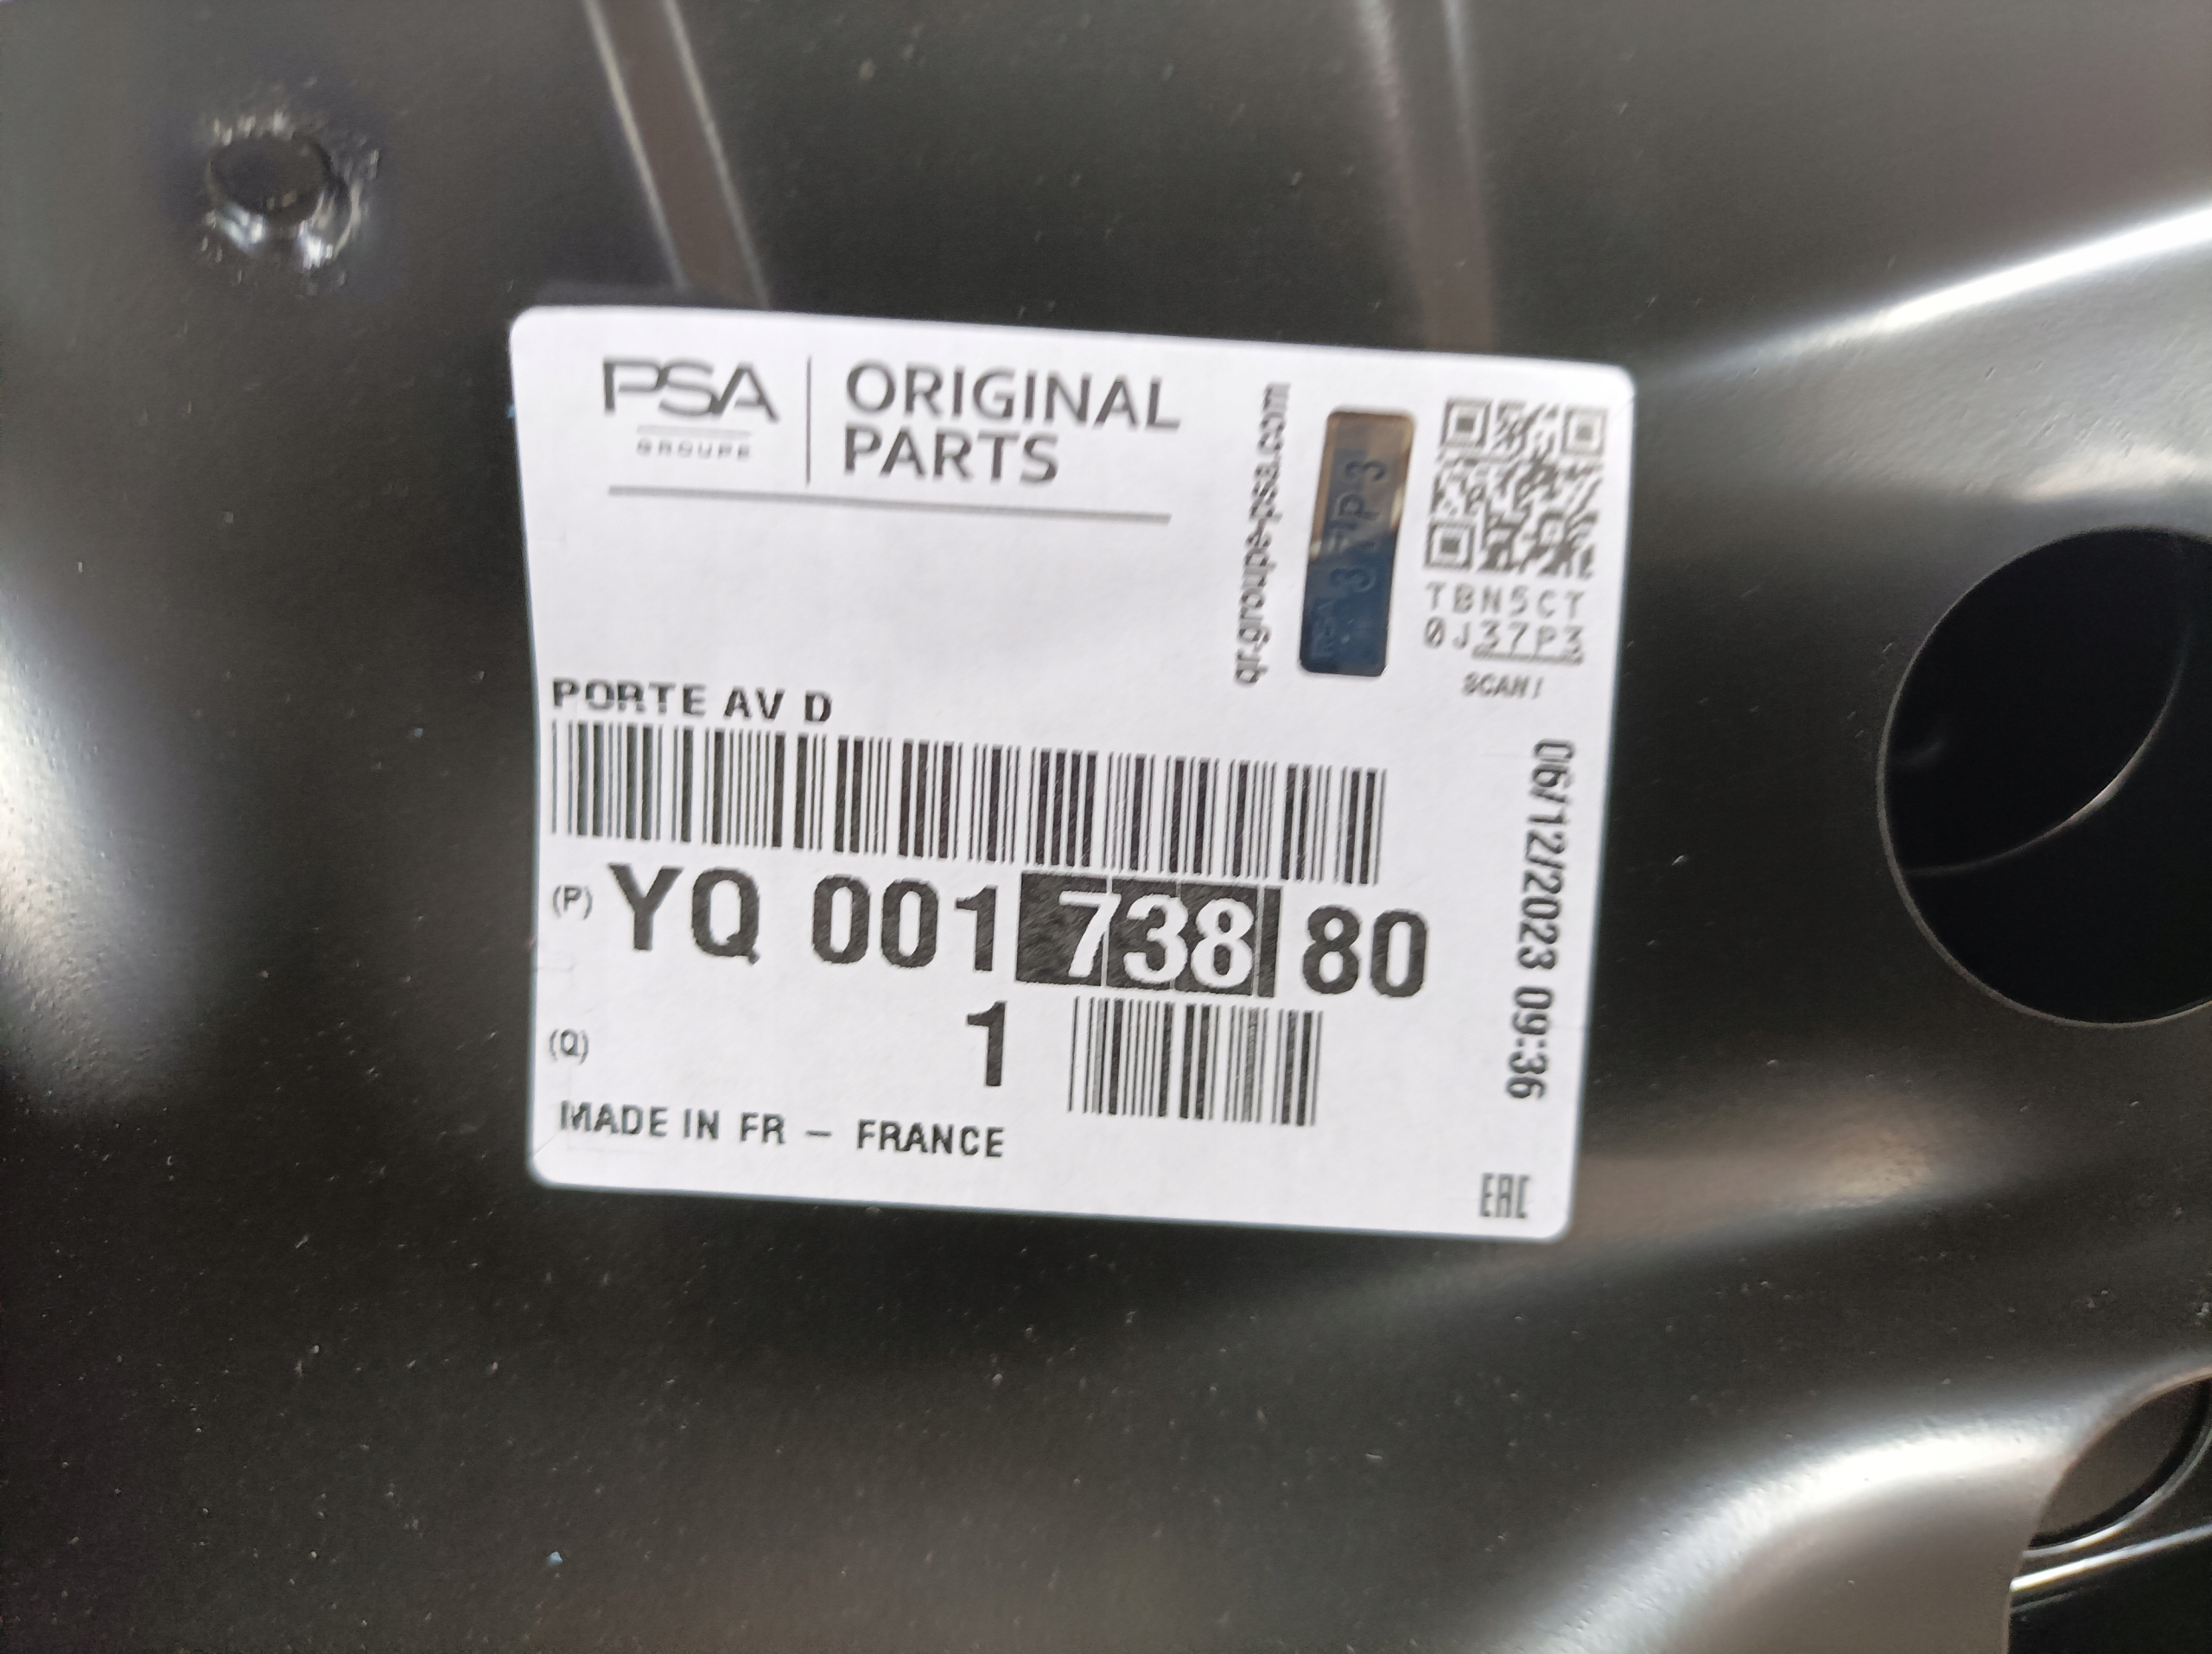 PSA
GROUPE
ORIGINAL
PARTS
qr.groupe-psa.com
37P3
TBN5CT
0J37P3
SCAN!
PORTE AV D
(P) YQ 001 738 80
(Q) 1
MADE IN FR – FRANCE
06/12/2023 09:36
EAC